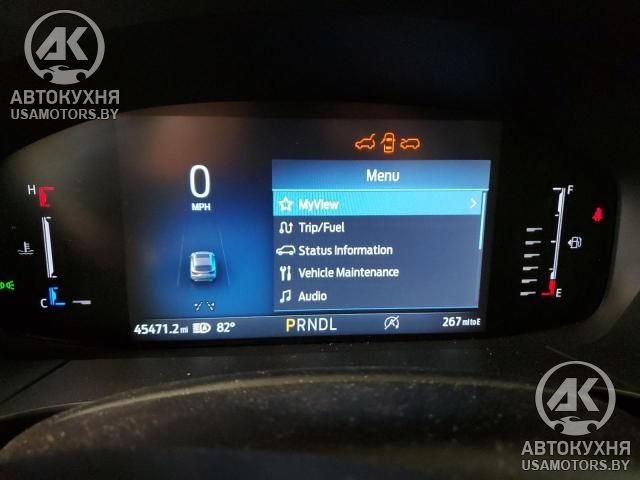 АК
АВТОКУХНЯ
USAMOTORS.BY
0
MPH
Menu
MyView
Trip/Fuel
Status Information
Vehicle Maintenance
Audio
H
C
F
E
45471.2 mi
82°
PRNDL
267 mi to E
АК
АВТОКУХНЯ
USAMOTORS.BY